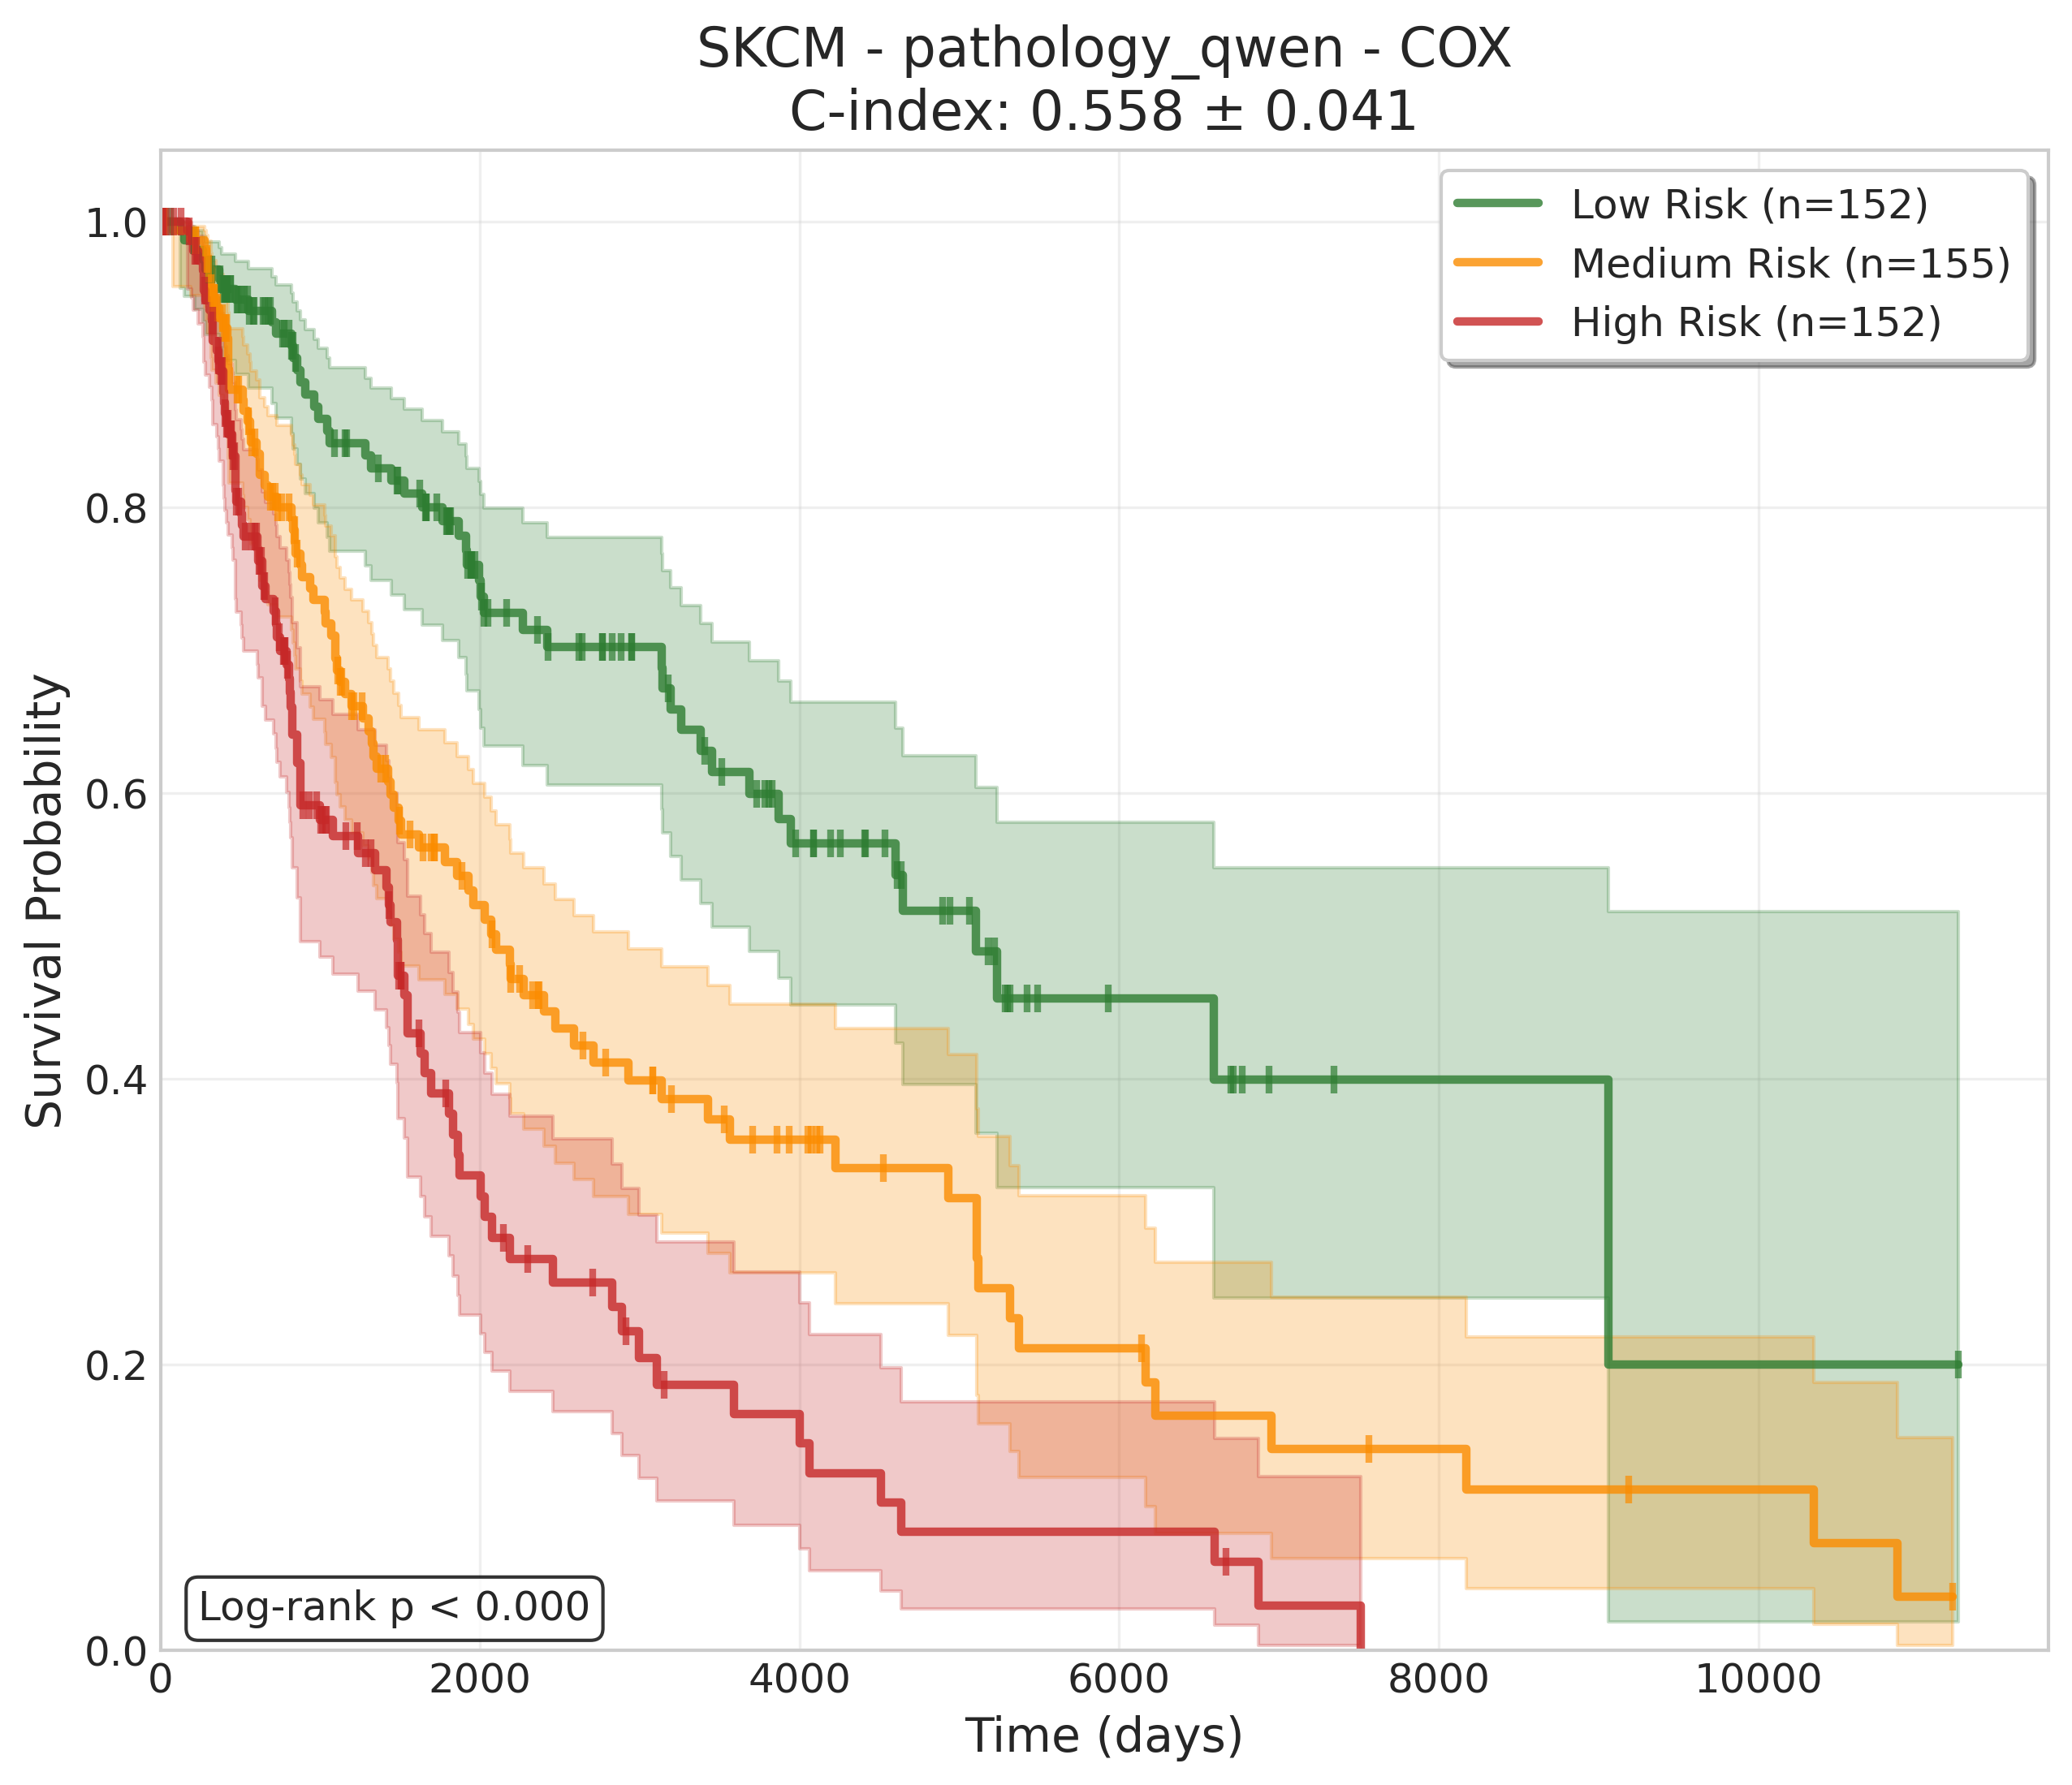 SKCM - pathology_qwen - COX
C-index: 0.558 ± 0.041
Low Risk (n=152)
Medium Risk (n=155)
High Risk (n=152)
Survival Probability
1.0
0.8
0.6
0.4
0.2
0.0
Log-rank p < 0.000
0
2000
4000
6000
8000
10000
Time (days)